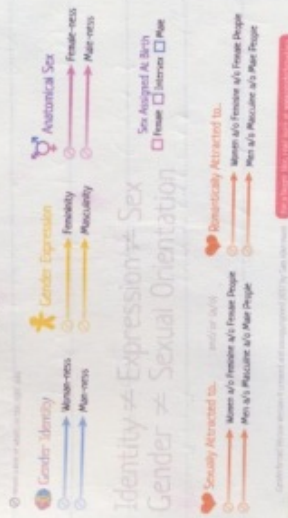 Gender Identity
Woman-ness
Man-ness
Gender Expression
Femininity
Masculinity
Anatomical Sex
Female-ness
Male-ness
Identity ≠ Expression ≠ Sex
Gender ≠ Sexual Orientation
Sex Assigned At Birth
Female Intersex Male
Sexually Attracted to...
Women a/o Feminine a/o Female People
Men a/o Masculine a/o Male People
and/or (a/o)
Romantically Attracted to...
Women a/o Feminine a/o Female People
Men a/o Masculine a/o Male People